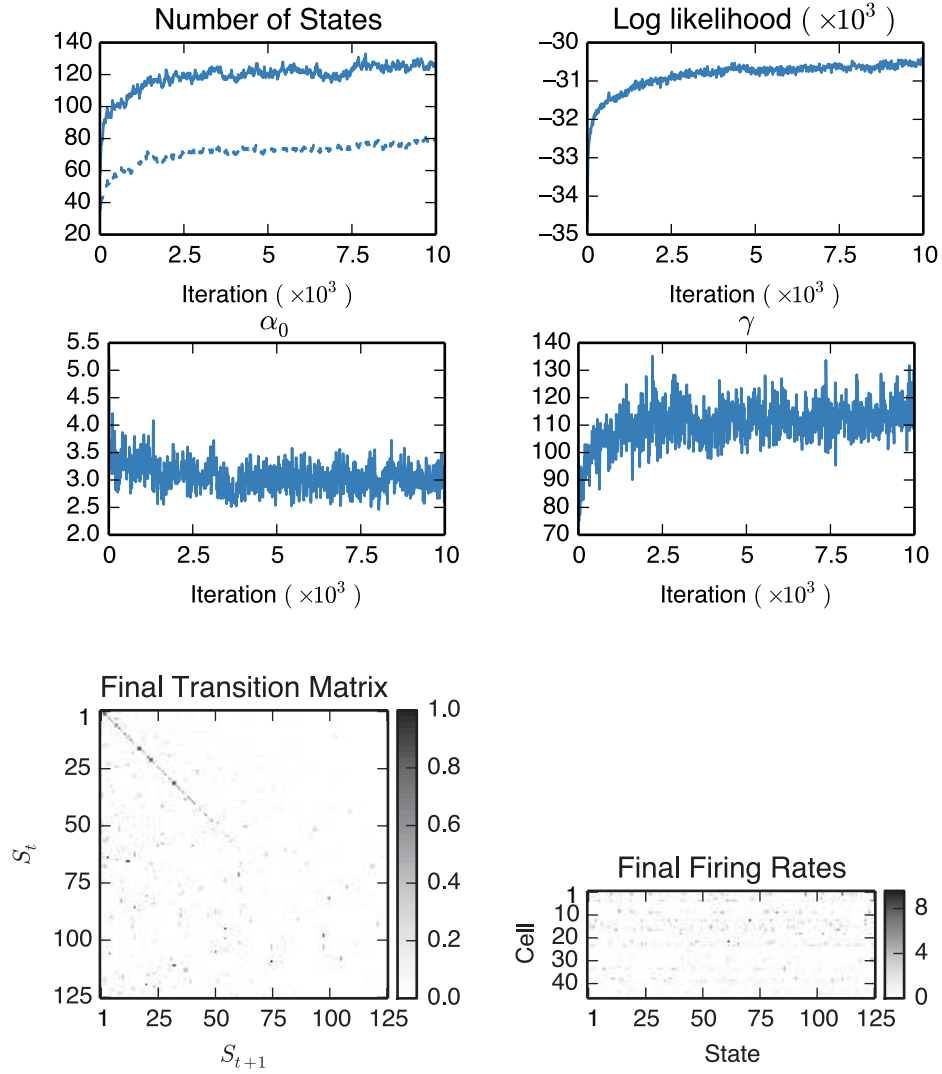 Number of States
140
120
100
80
60
40
20
0 2.5 5 7.5 10
Iteration ( ×10³ )
Log likelihood ( ×10³ )
−30
−31
−32
−33
−34
−35
0 2.5 5 7.5 10
Iteration ( ×10³ )
α₀
5.5
5.0
4.5
4.0
3.5
3.0
2.5
2.0
0 2.5 5 7.5 10
Iteration ( ×10³ )
γ
140
130
120
110
100
90
80
70
0 2.5 5 7.5 10
Iteration ( ×10³ )
Final Transition Matrix
1
25
50
75
100
125
S_t
1 25 50 75 100 125
S_{t+1}
1.0
0.8
0.6
0.4
0.2
0.0
Final Firing Rates
1
10
20
30
40
Cell
1 25 50 75 100 125
State
8
4
0